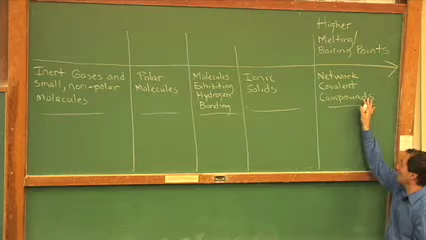 Higher
Melting/
Boiling Points
Inert Gases and
small, non-polar
Molecules
Polar
Molecules
Molecules
Exhibiting
Hydrogen
Bonding
Ionic
Solids
Network
Covalent
Compounds